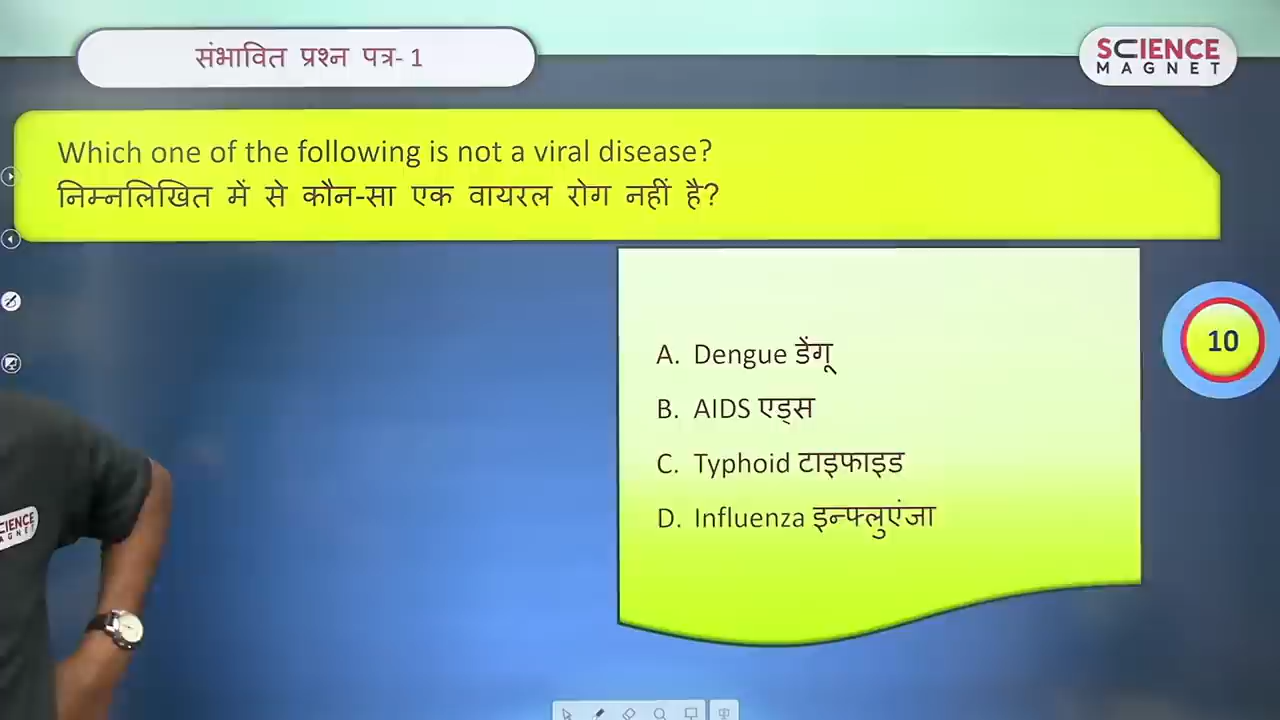 संभावित प्रश्न पत्र- 1
SCIENCE
MAGNET
Which one of the following is not a viral disease?
निम्नलिखित में से कौन-सा एक वायरल रोग नहीं है?
10
A. Dengue डेंगू
B. AIDS एड्स
C. Typhoid टाइफाइड
D. Influenza इन्फ्लुएंजा